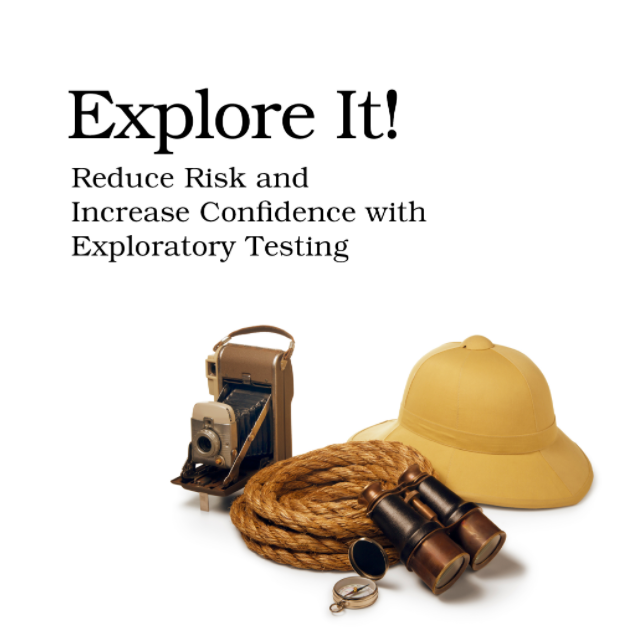 Explore It!
Reduce Risk and
Increase Confidence with
Exploratory Testing